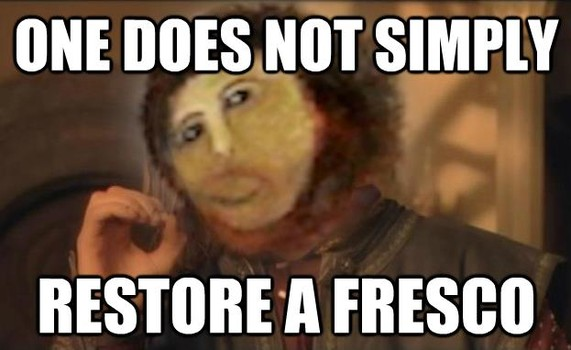 ONE DOES NOT SIMPLY
RESTORE A FRESCO